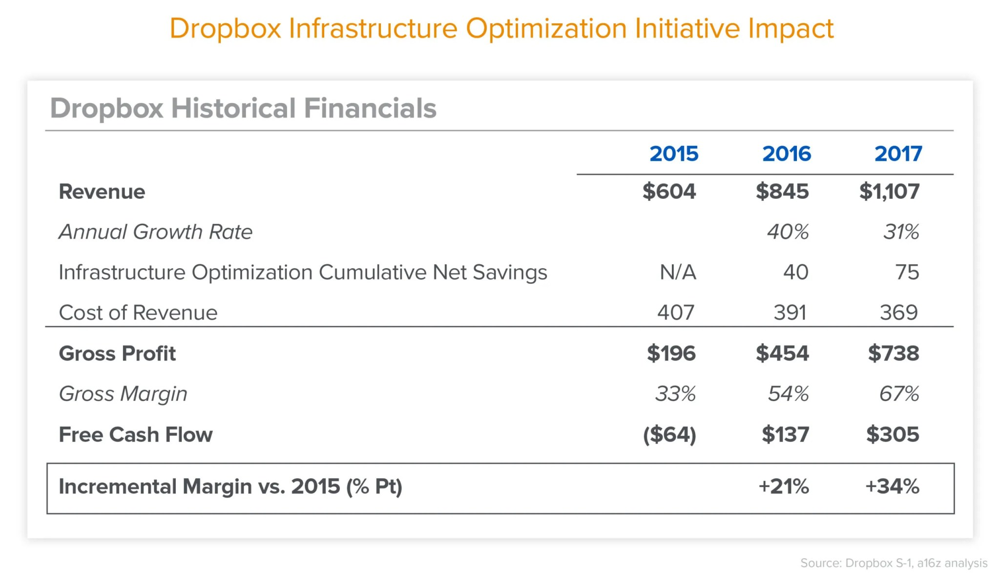 Dropbox Infrastructure Optimization Initiative Impact
Dropbox Historical Financials
2015 2016 2017
Revenue $604 $845 $1,107
Annual Growth Rate 40% 31%
Infrastructure Optimization Cumulative Net Savings N/A 40 75
Cost of Revenue 407 391 369
Gross Profit $196 $454 $738
Gross Margin 33% 54% 67%
Free Cash Flow ($64) $137 $305
Incremental Margin vs. 2015 (% Pt) +21% +34%
Source: Dropbox S-1, a16z analysis